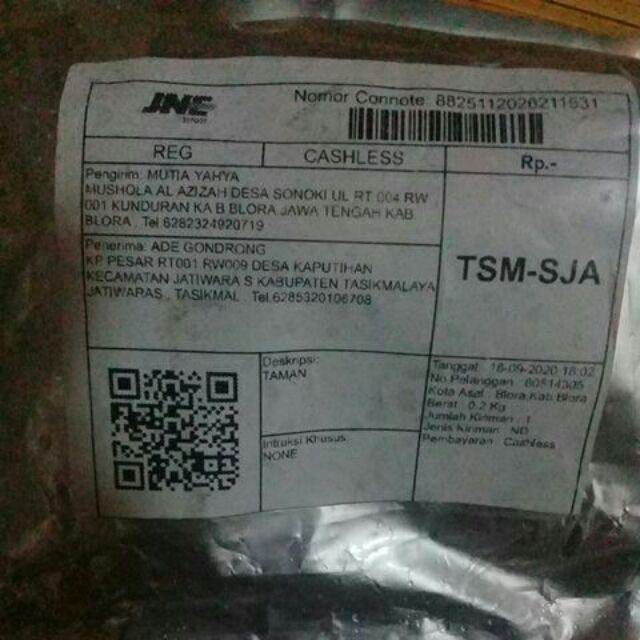 JNE
EXPRESS
Nomor Connote: 8825112026211631
REG
CASHLESS
Rp.-
Pengirim: MUTIA YAHYA
MUSHOLA AL AZIZAH DESA SONOKI UL RT 004 RW
001 KUNDURAN KA B BLORA JAWA TENGAH KAB.
BLORA . Tel 6282324920719
Penerima: ADE GONDRONG
KP PESAR RT001 RW009 DESA KAPUTIHAN
KECAMATAN JATIWARA S KABUPATEN TASIKMALAYA
JATIWARAS , TASIKMAL . Tel.6285320106708
TSM-SJA
Deskripsi:
TAMAN
Intruksi Khusus
NONE
Tanggal : 16-09-2020 18:02
No.Pelanggan : 80514305
Kota Asal : Blora,Kab.Blora
Berat : 0.2 Kg
Jumlah Kiriman : 1
Jenis Kiriman : ND
Pembayaran : Cashless